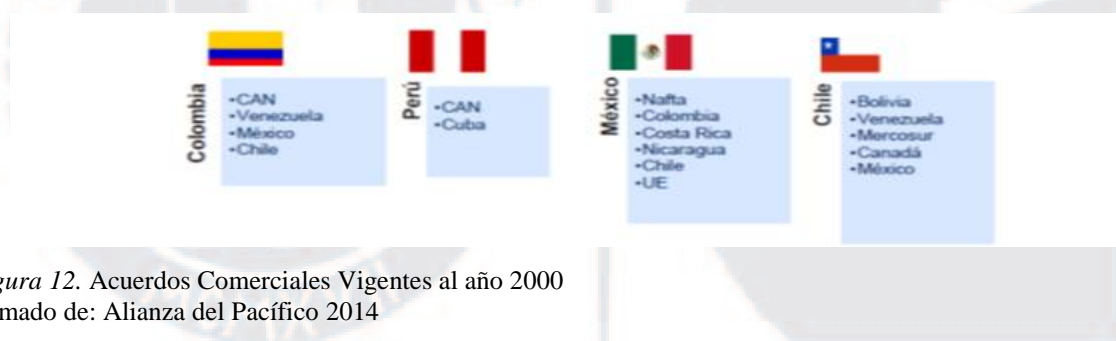 Colombia
-CAN
-Venezuela
-México
-Chile
Perú
-CAN
-Cuba
México
-Nafta
-Colombia
-Costa Rica
-Nicaragua
-Chile
-UE
Chile
-Bolivia
-Venezuela
-Mercosur
-Canadá
-México
gura 12. Acuerdos Comerciales Vigentes al año 2000
mado de: Alianza del Pacífico 2014